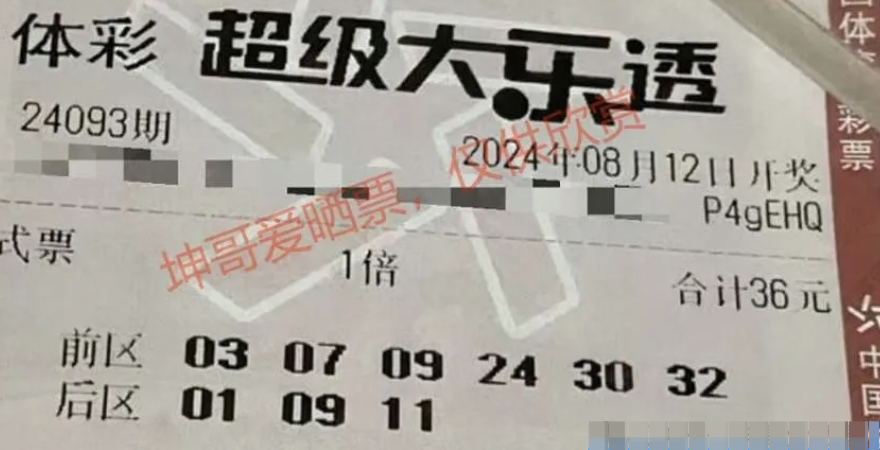 体彩 超级大乐透
24093期
2024年08月12日开奖
P4gEHQ
式票 1倍 合计36元
前区 03 07 09 24 30 32
后区 01 09 11
坤哥爱晒票，仅供欣赏
体
彩票
中国